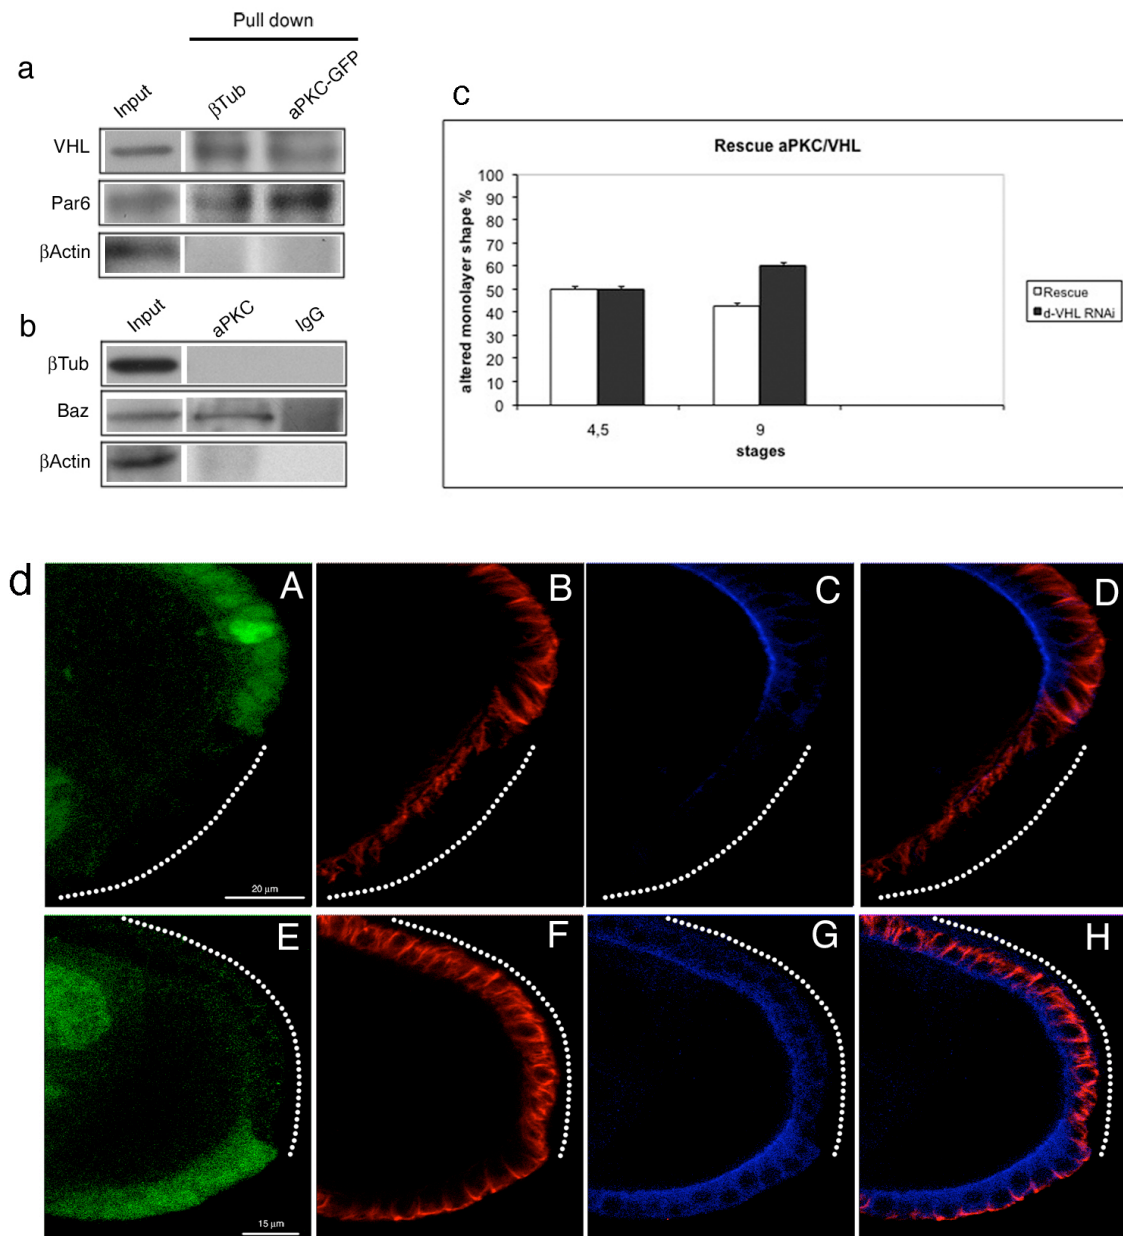 Pull down
a
Input
βTub
aPKC-GFP
VHL
Par6
βActin
b
Input
aPKC
IgG
βTub
Baz
βActin
c
Rescue aPKC/VHL
altered monolayer shape %
100
90
80
70
60
50
40
30
20
10
0
4,5
9
stages
Rescue
d-VHL RNAi
d
A
B
C
D
20 μm
E
F
G
H
15 μm